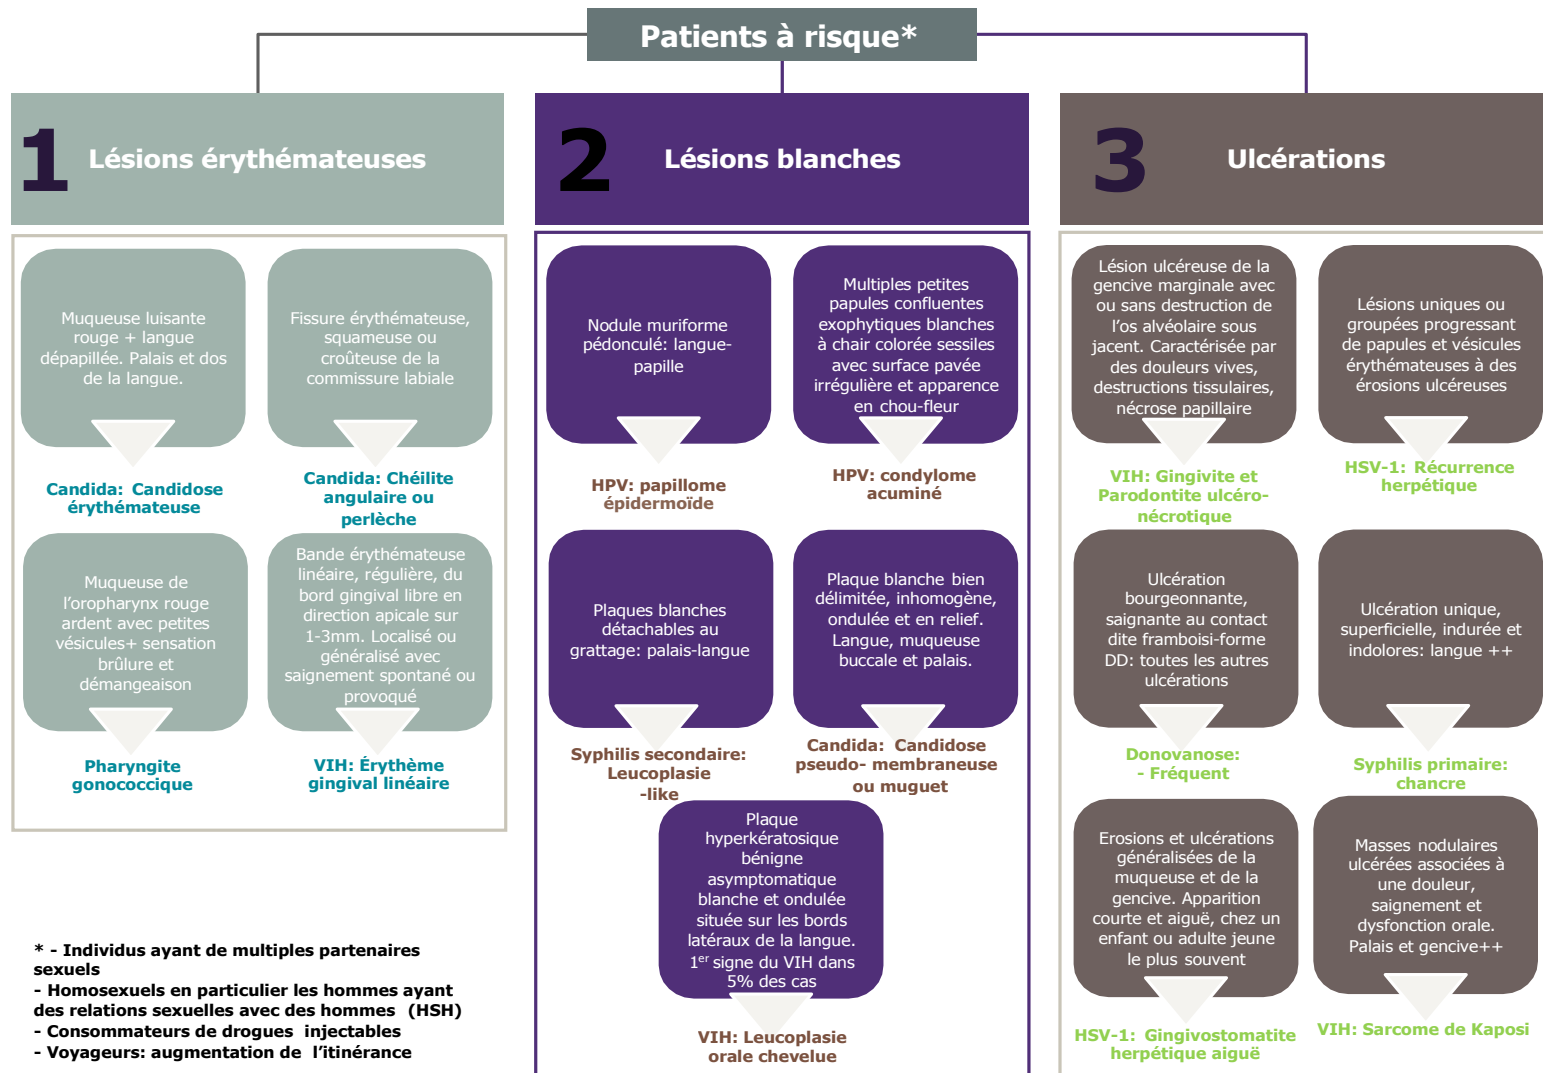 Patients à risque*
1
Lésions érythémateuses
Muqueuse luisante
rouge + langue
dépapillée. Palais et dos
de la langue.
Candida: Candidose
érythémateuse
Fissure érythémateuse,
squameuse ou
croûteuse de la
commissure labiale
Candida: Chéilite
angulaire ou
perlèche
Muqueuse de
l'oropharynx rouge
ardent avec petites
vésicules+ sensation
brûlure et
démangeaison
Pharyngite
gonococcique
Bande érythémateuse
linéaire, régulière, du
bord gingival libre en
direction apicale sur
1-3mm. Localisé ou
généralisé avec
saignement spontané ou
provoqué
VIH: Érythème
gingival linéaire
2
Lésions blanches
Nodule muriforme
pédonculé: langue-
papille
HPV: papillome
épidermoïde
Multiples petites
papules confluentes
exophytiques blanches
à chair colorée sessiles
avec surface pavée
irrégulière et apparence
en chou-fleur
HPV: condylome
acuminé
Plaques blanches
détachables au
grattage: palais-langue
Syphilis secondaire:
Leucoplasie
-like
Plaque blanche bien
délimitée, inhomogène,
ondulée et en relief.
Langue, muqueuse
buccale et palais.
Candida: Candidose
pseudo- membraneuse
ou muguet
Plaque
hyperkératosique
bénigne
asymptomatique
blanche et ondulée
située sur les bords
latéraux de la langue.
1er signe du VIH dans
5% des cas
VIH: Leucoplasie
orale chevelue
3
Ulcérations
Lésion ulcéreuse de la
gencive marginale avec
ou sans destruction de
l'os alvéolaire sous
jacent. Caractérisée par
des douleurs vives,
destructions tissulaires,
nécrose papillaire
VIH: Gingivite et
Parodontite ulcéro-
nécrotique
Lésions uniques ou
groupées progressant
de papules et vésicules
érythémateuses à des
érosions ulcéreuses
HSV-1: Récurrence
herpétique
Ulcération
bourgeonnante,
saignante au contact
dite framboisi-forme
DD: toutes les autres
ulcérations
Donovanose:
- Fréquent
Ulcération unique,
superficielle, indurée et
indolores: langue ++
Syphilis primaire:
chancre
Erosions et ulcérations
généralisées de la
muqueuse et de la
gencive. Apparition
courte et aiguë, chez un
enfant ou adulte jeune
le plus souvent
HSV-1: Gingivostomatite
herpétique aiguë
Masses nodulaires
ulcérées associées à
une douleur,
saignement et
dysfonction orale.
Palais et gencive++
VIH: Sarcome de Kaposi
* - Individus ayant de multiples partenaires
sexuels
- Homosexuels en particulier les hommes ayant
des relations sexuelles avec des hommes (HSH)
- Consommateurs de drogues injectables
- Voyageurs: augmentation de l'itinérance